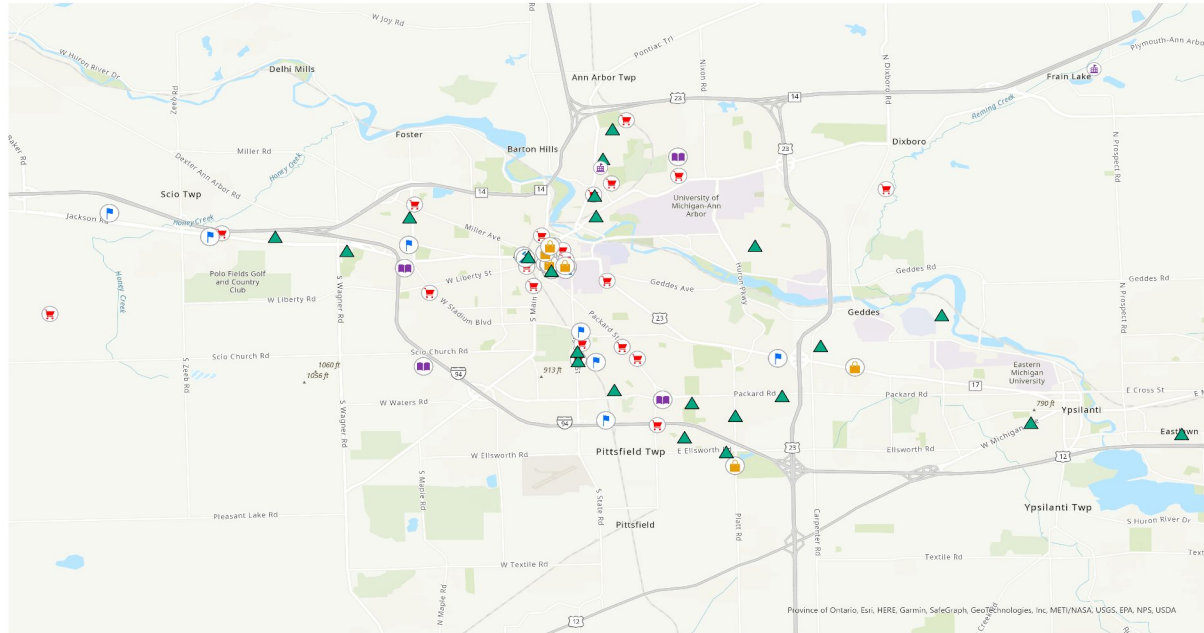 W Joy Rd
Pontiac Trl
Plymouth-Ann Arbor
W Huron River Dr
Delhi Mills
Zeeb Rd
Ann Arbor Twp
Nixon Rd
N Dixboro Rd
Frain Lake
23
14
Fleming Creek
Foster
Baker Rd
Miller Rd
Honey Creek
Barton Hills
23
Dixboro
N Prospect Rd
Dexter Ann Arbor Rd
Scio Twp
14
14
University of
Michigan-Ann
Arbor
Jackson Rd
Honey Creek
Miller Ave
Polo Fields Golf
and Country
Club
S Wagner Rd
W Liberty St
Huron Pkwy
Geddes Rd
Honey Creek
W Liberty Rd
W Stadium Blvd
S Main
Geddes Ave
Geddes Rd
N Prospect Rd
Packard St
23
Geddes
Scio Church Rd
Scio Church Rd
1060 ft
1056 ft
94
913 ft
Eastern
Michigan
University
S Zeeb Rd
17
E Cross St
W Waters Rd
Packard Rd
Packard Rd
790 ft
Ypsilanti
S Wagner Rd
94
W Michigan
Easttown
23
W Ellsworth Rd
Pittsfield Twp
E Ellsworth Rd
Ellsworth Rd
12
S Maple Rd
S State Rd
Platt Rd
Carpenter Rd
Pleasant Lake Rd
Pittsfield
Ypsilanti Twp
S Huron River Dr
W Textile Rd
Textile Rd
N Maple Rd
12
Creek Rd
Province of Ontario, Esri, HERE, Garmin, SafeGraph, GeoTechnologies, Inc, METI/NASA, USGS, EPA, NPS, USDA